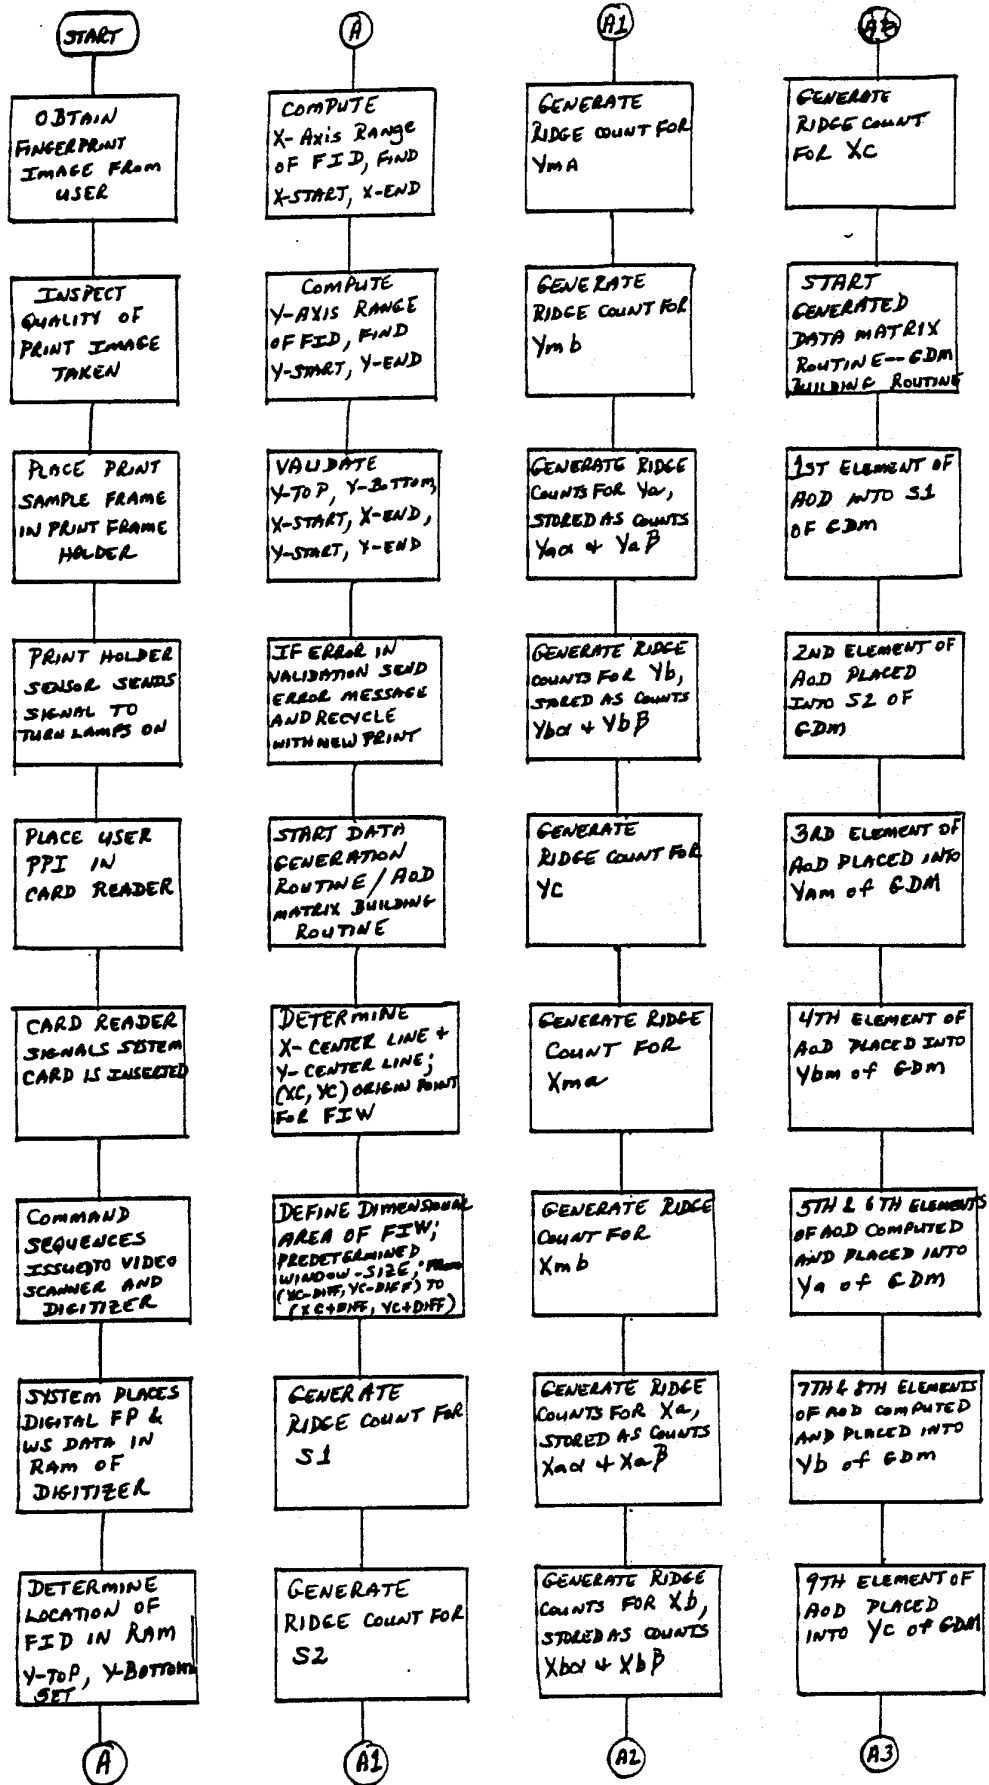 START
OBTAIN
FINGERPRINT
IMAGE FROM
USER
INSPECT
QUALITY OF
PRINT IMAGE
TAKEN
PLACE PRINT
SAMPLE FRAME
IN PRINT FRAME
HOLDER
PRINT HOLDER
SENSOR SENDS
SIGNAL TO
TURN LAMPS ON
PLACE USER
PPI IN
CARD READER
CARD READER
SIGNALS SYSTEM
CARD IS INSERTED
COMMAND
SEQUENCES
ISSUED TO VIDEO
SCANNER AND
DIGITIZER
SYSTEM PLACES
DIGITAL FP &
WS DATA IN
RAM OF
DIGITIZER
DETERMINE
LOCATION OF
FID IN RAM
Y-TOP, Y-BOTTOM
SET
A
A
COMPUTE
X-Axis Range
OF FID, FIND
X-START, X-END
COMPUTE
Y-AXIS RANGE
OF FID, FIND
Y-START, Y-END
VALIDATE
Y-TOP, Y-BOTTOM,
X-START, X-END,
Y-START, Y-END
IF ERROR IN
VALIDATION SEND
ERROR MESSAGE
AND RECYCLE
WITH NEW PRINT
START DATA
GENERATION
ROUTINE / AOD
MATRIX BUILDING
ROUTINE
DETERMINE
X-CENTER LINE +
Y-CENTER LINE;
(XC, YC) ORIGIN POINT
FOR FIW
DEFINE DIMENSIONAL
AREA OF FIW;
PREDETERMINED
WINDOW-SIZE; FROM
(XC-DIFF, YC-DIFF) TO
(XC+DIFF, YC+DIFF)
GENERATE
RIDGE COUNT FOR
S1
GENERATE
RIDGE COUNT FOR
S2
A1
A1
GENERATE
RIDGE COUNT FOR
YmA
GENERATE
RIDGE COUNT FOR
Ymb
GENERATE RIDGE
COUNTS FOR Ya,
STORED AS COUNTS
Yaα + Yaβ
GENERATE RIDGE
COUNTS FOR Yb,
STORED AS COUNTS
Ybα + Ybβ
GENERATE
RIDGE COUNT FOR
YC
GENERATE RIDGE
COUNT FOR
Xma
GENERATE RIDGE
COUNT FOR
Xmb
GENERATE RIDGE
COUNTS FOR Xa,
STORED AS COUNTS
Xaα + Xaβ
GENERATE RIDGE
COUNTS FOR Xb,
STORED AS COUNTS
Xbα + Xbβ
A2
GENERATE
RIDGE COUNT
FOR XC
START
GENERATED
DATA MATRIX
ROUTINE--GDM
BUILDING ROUTINE
1ST ELEMENT OF
AOD INTO S1
OF GDM
2ND ELEMENT OF
AOD PLACED
INTO S2 OF
GDM
3RD ELEMENT OF
AOD PLACED INTO
YAM of GDM
4TH ELEMENT OF
AOD PLACED INTO
Ybm of GDM
5TH & 6TH ELEMENTS
OF AOD COMPUTED
AND PLACED INTO
Ya of GDM
7TH & 8TH ELEMENTS
OF AOD COMPUTED
AND PLACED INTO
Yb of GDM
9TH ELEMENT OF
AOD PLACED
INTO YC of GDM
A3